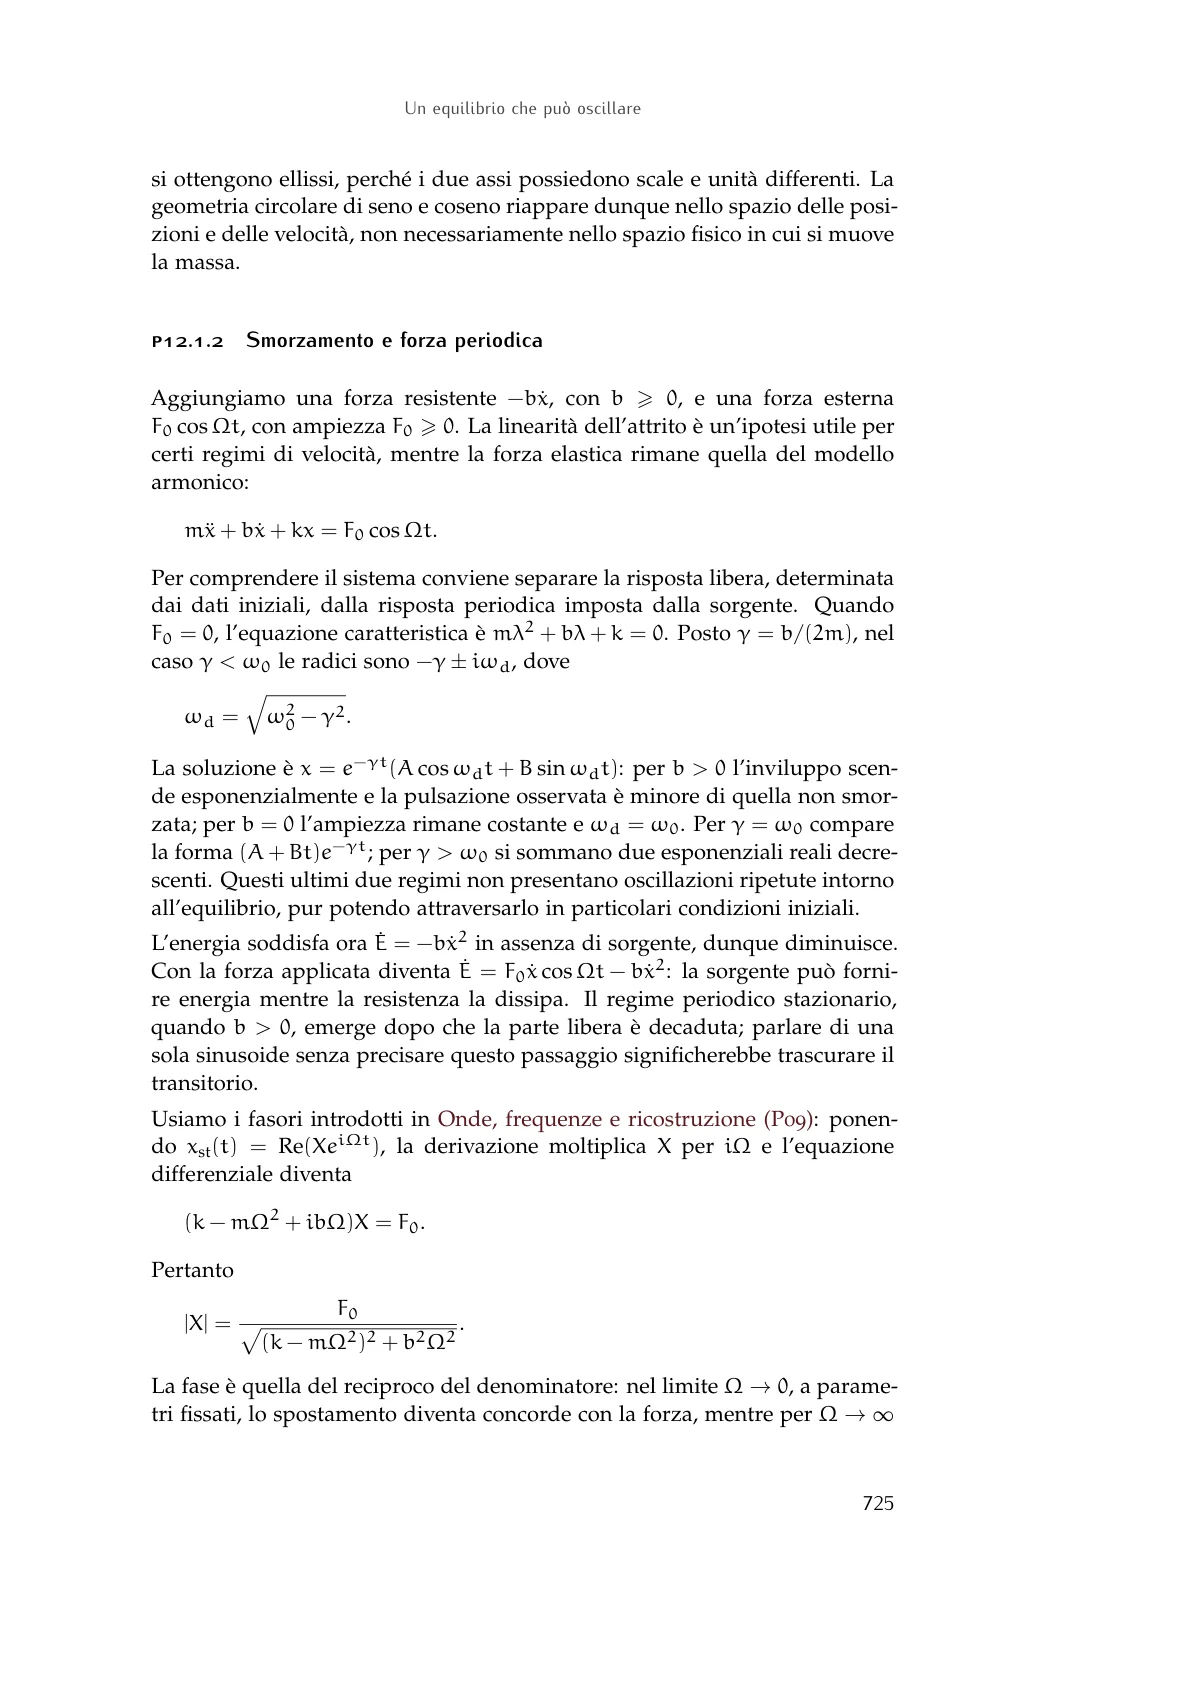 Un equilibrio che può oscillare
si ottengono ellissi, perché i due assi possiedono scale e unità differenti. La
geometria circolare di seno e coseno riappare dunque nello spazio delle posi-
zioni e delle velocità, non necessariamente nello spazio fisico in cui si muove
la massa.
P12.1.2 Smorzamento e forza periodica
Aggiungiamo una forza resistente −bẋ, con b ⩾ 0, e una forza esterna
F₀ cos Ωt, con ampiezza F₀ ⩾ 0. La linearità dell'attrito è un'ipotesi utile per
certi regimi di velocità, mentre la forza elastica rimane quella del modello
armonico:
mẍ + bẋ + kx = F₀ cos Ωt.
Per comprendere il sistema conviene separare la risposta libera, determinata
dai dati iniziali, dalla risposta periodica imposta dalla sorgente. Quando
F₀ = 0, l'equazione caratteristica è mλ² + bλ + k = 0. Posto γ = b/(2m), nel
caso γ < ω₀ le radici sono −γ ± iω_d, dove
ω_d = √(ω₀² − γ²).
La soluzione è x = e^{−γt}(A cos ω_d t + B sin ω_d t): per b > 0 l'inviluppo scen-
de esponenzialmente e la pulsazione osservata è minore di quella non smor-
zata; per b = 0 l'ampiezza rimane costante e ω_d = ω₀. Per γ = ω₀ compare
la forma (A + Bt)e^{−γt}; per γ > ω₀ si sommano due esponenziali reali decre-
scenti. Questi ultimi due regimi non presentano oscillazioni ripetute intorno
all'equilibrio, pur potendo attraversarlo in particolari condizioni iniziali.
L'energia soddisfa ora Ė = −bẋ² in assenza di sorgente, dunque diminuisce.
Con la forza applicata diventa Ė = F₀ẋ cos Ωt − bẋ²: la sorgente può forni-
re energia mentre la resistenza la dissipa. Il regime periodico stazionario,
quando b > 0, emerge dopo che la parte libera è decaduta; parlare di una
sola sinusoide senza precisare questo passaggio significherebbe trascurare il
transitorio.
Usiamo i fasori introdotti in Onde, frequenze e ricostruzione (P09): ponen-
do x_st(t) = Re(Xe^{iΩt}), la derivazione moltiplica X per iΩ e l'equazione
differenziale diventa
(k − mΩ² + ibΩ)X = F₀.
Pertanto
|X| = F₀ / √((k − mΩ²)² + b²Ω²).
La fase è quella del reciproco del denominatore: nel limite Ω → 0, a parame-
tri fissati, lo spostamento diventa concorde con la forza, mentre per Ω → ∞
725